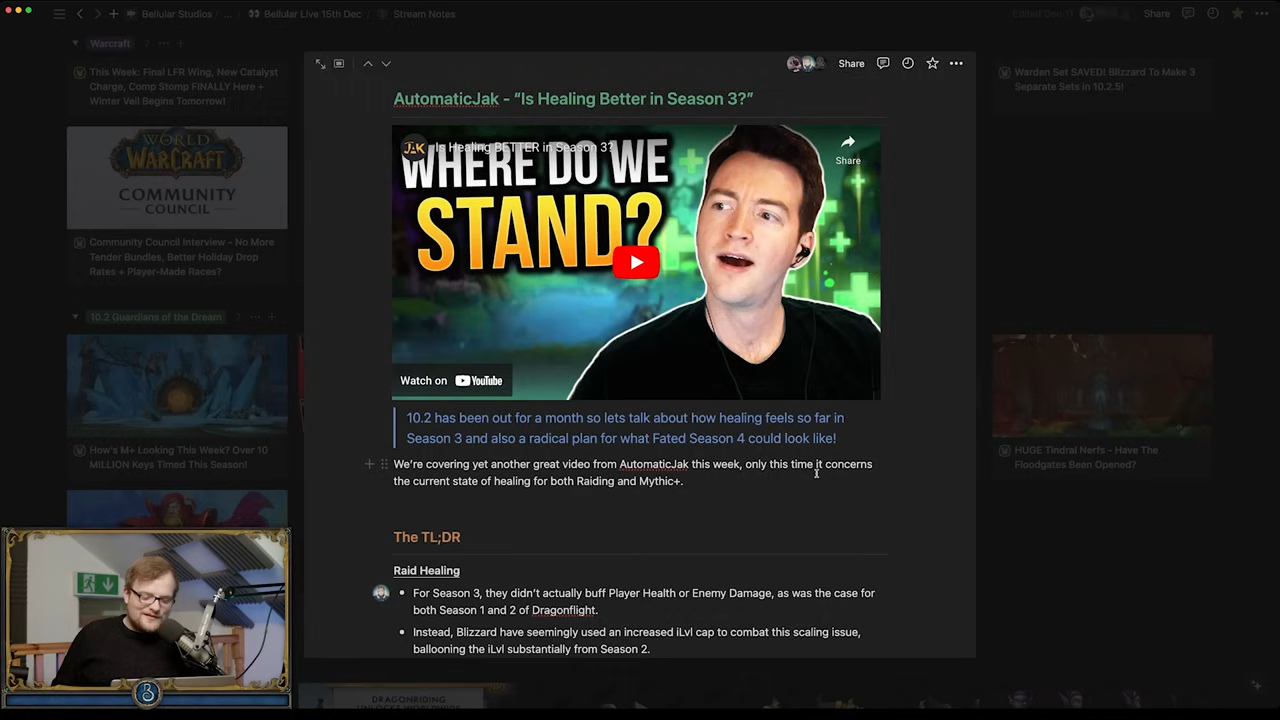 Bellular Studios / ... / Bellular Live 15th Dec / Stream Notes
Edited Dec 11
Share
Warcraft
This Week: Final LFR Wing, New Catalyst
Charge, Comp Stomp FINALLY Here +
Winter Veil Begins Tomorrow!
WORLD
OF
WARCRAFT
COMMUNITY
COUNCIL
Community Council Interview - No More
Tender Bundles, Better Holiday Drop
Rates + Player-Made Races?
10.2 Guardians of the Dream
How's M+ Looking This Week? Over 10
MILLION Keys Timed This Season!
Share
AutomaticJak - “Is Healing Better in Season 3?”
JAK
Is Healing BETTER in Season 3?
Share
WHERE DO WE
STAND?
Watch on YouTube
10.2 has been out for a month so lets talk about how healing feels so far in
Season 3 and also a radical plan for what Fated Season 4 could look like!
We’re covering yet another great video from AutomaticJak this week, only this time it concerns
the current state of healing for both Raiding and Mythic+.
The TL;DR
Raid Healing
• For Season 3, they didn’t actually buff Player Health or Enemy Damage, as was the case for
both Season 1 and 2 of Dragonflight.
• Instead, Blizzard have seemingly used an increased iLvl cap to combat this scaling issue,
ballooning the iLvl substantially from Season 2.
Warden Set SAVED! Blizzard To Make 3
Separate Sets in 10.2.5!
HUGE Tindral Nerfs - Have The
Floodgates Been Opened?
DRAGONRIDING
B